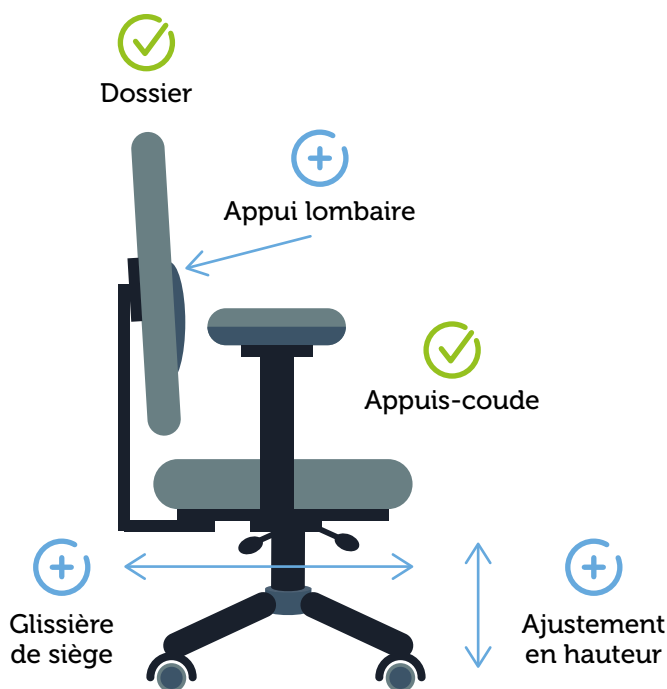 Dossier
Appui lombaire
Appuis-coude
Glissière
de siège
Ajustement
en hauteur